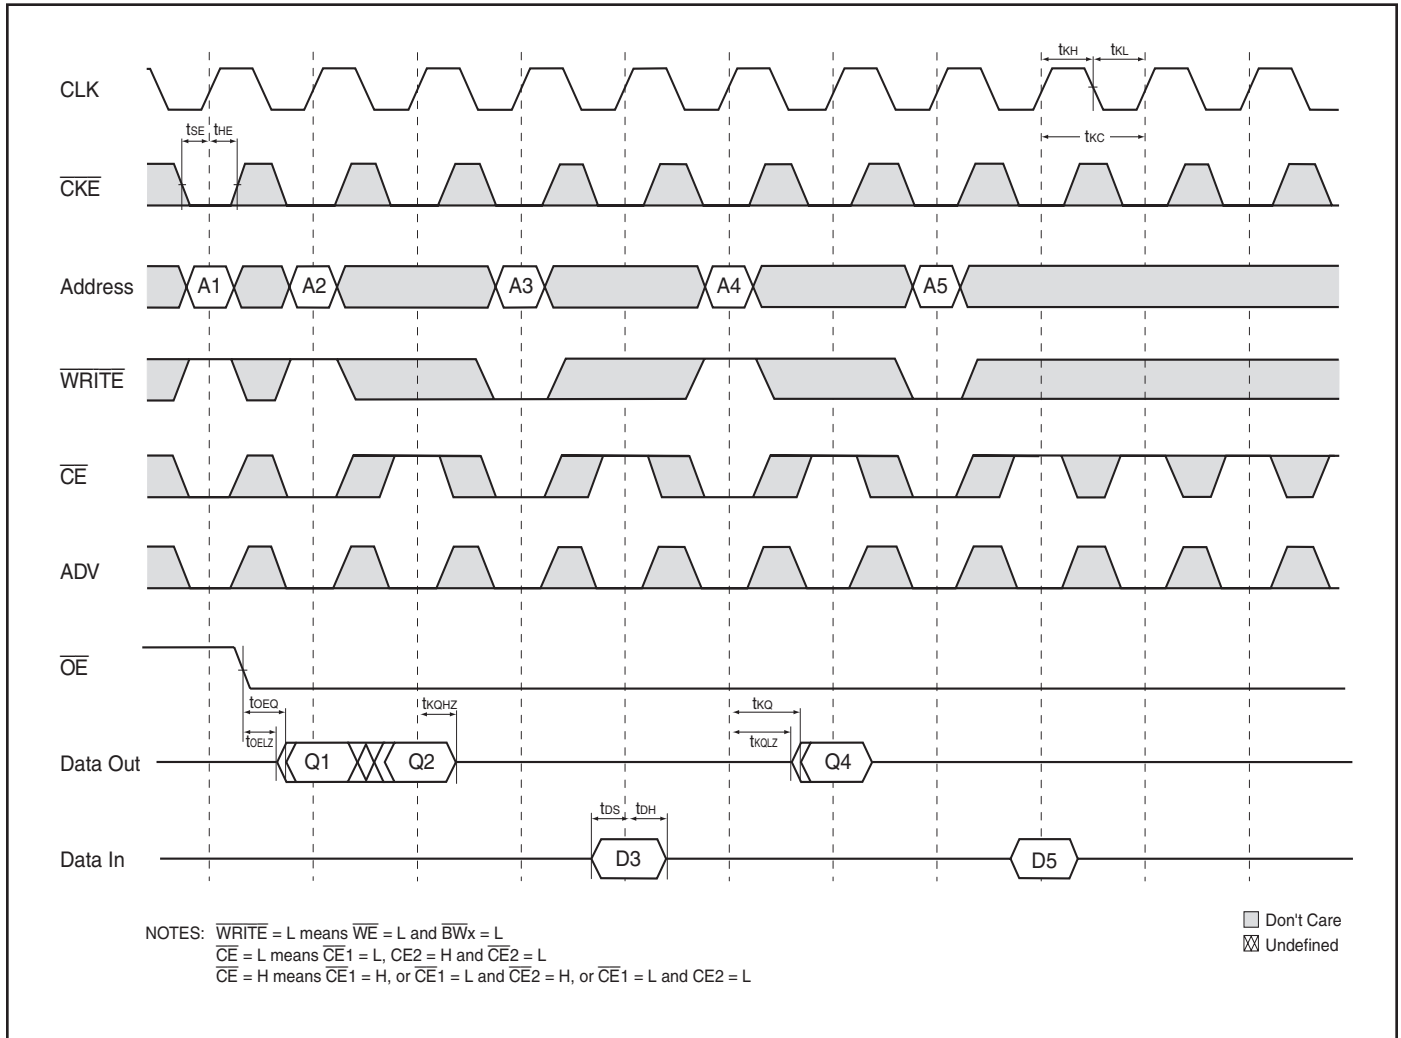 tKH tKL
CLK
tSE tHE
tKC
CKE
Address A1 A2 A3 A4 A5
WRITE
CE
ADV
OE
tOEQ tKQHZ tKQ
tOELZ tKQLZ
Data Out Q1 Q2 Q4
tDS tDH
Data In D3 D5
NOTES: WRITE = L means WE = L and BWx = L
CE = L means CE1 = L, CE2 = H and CE2 = L
CE = H means CE1 = H, or CE1 = L and CE2 = H, or CE1 = L and CE2 = L
Don't Care
Undefined